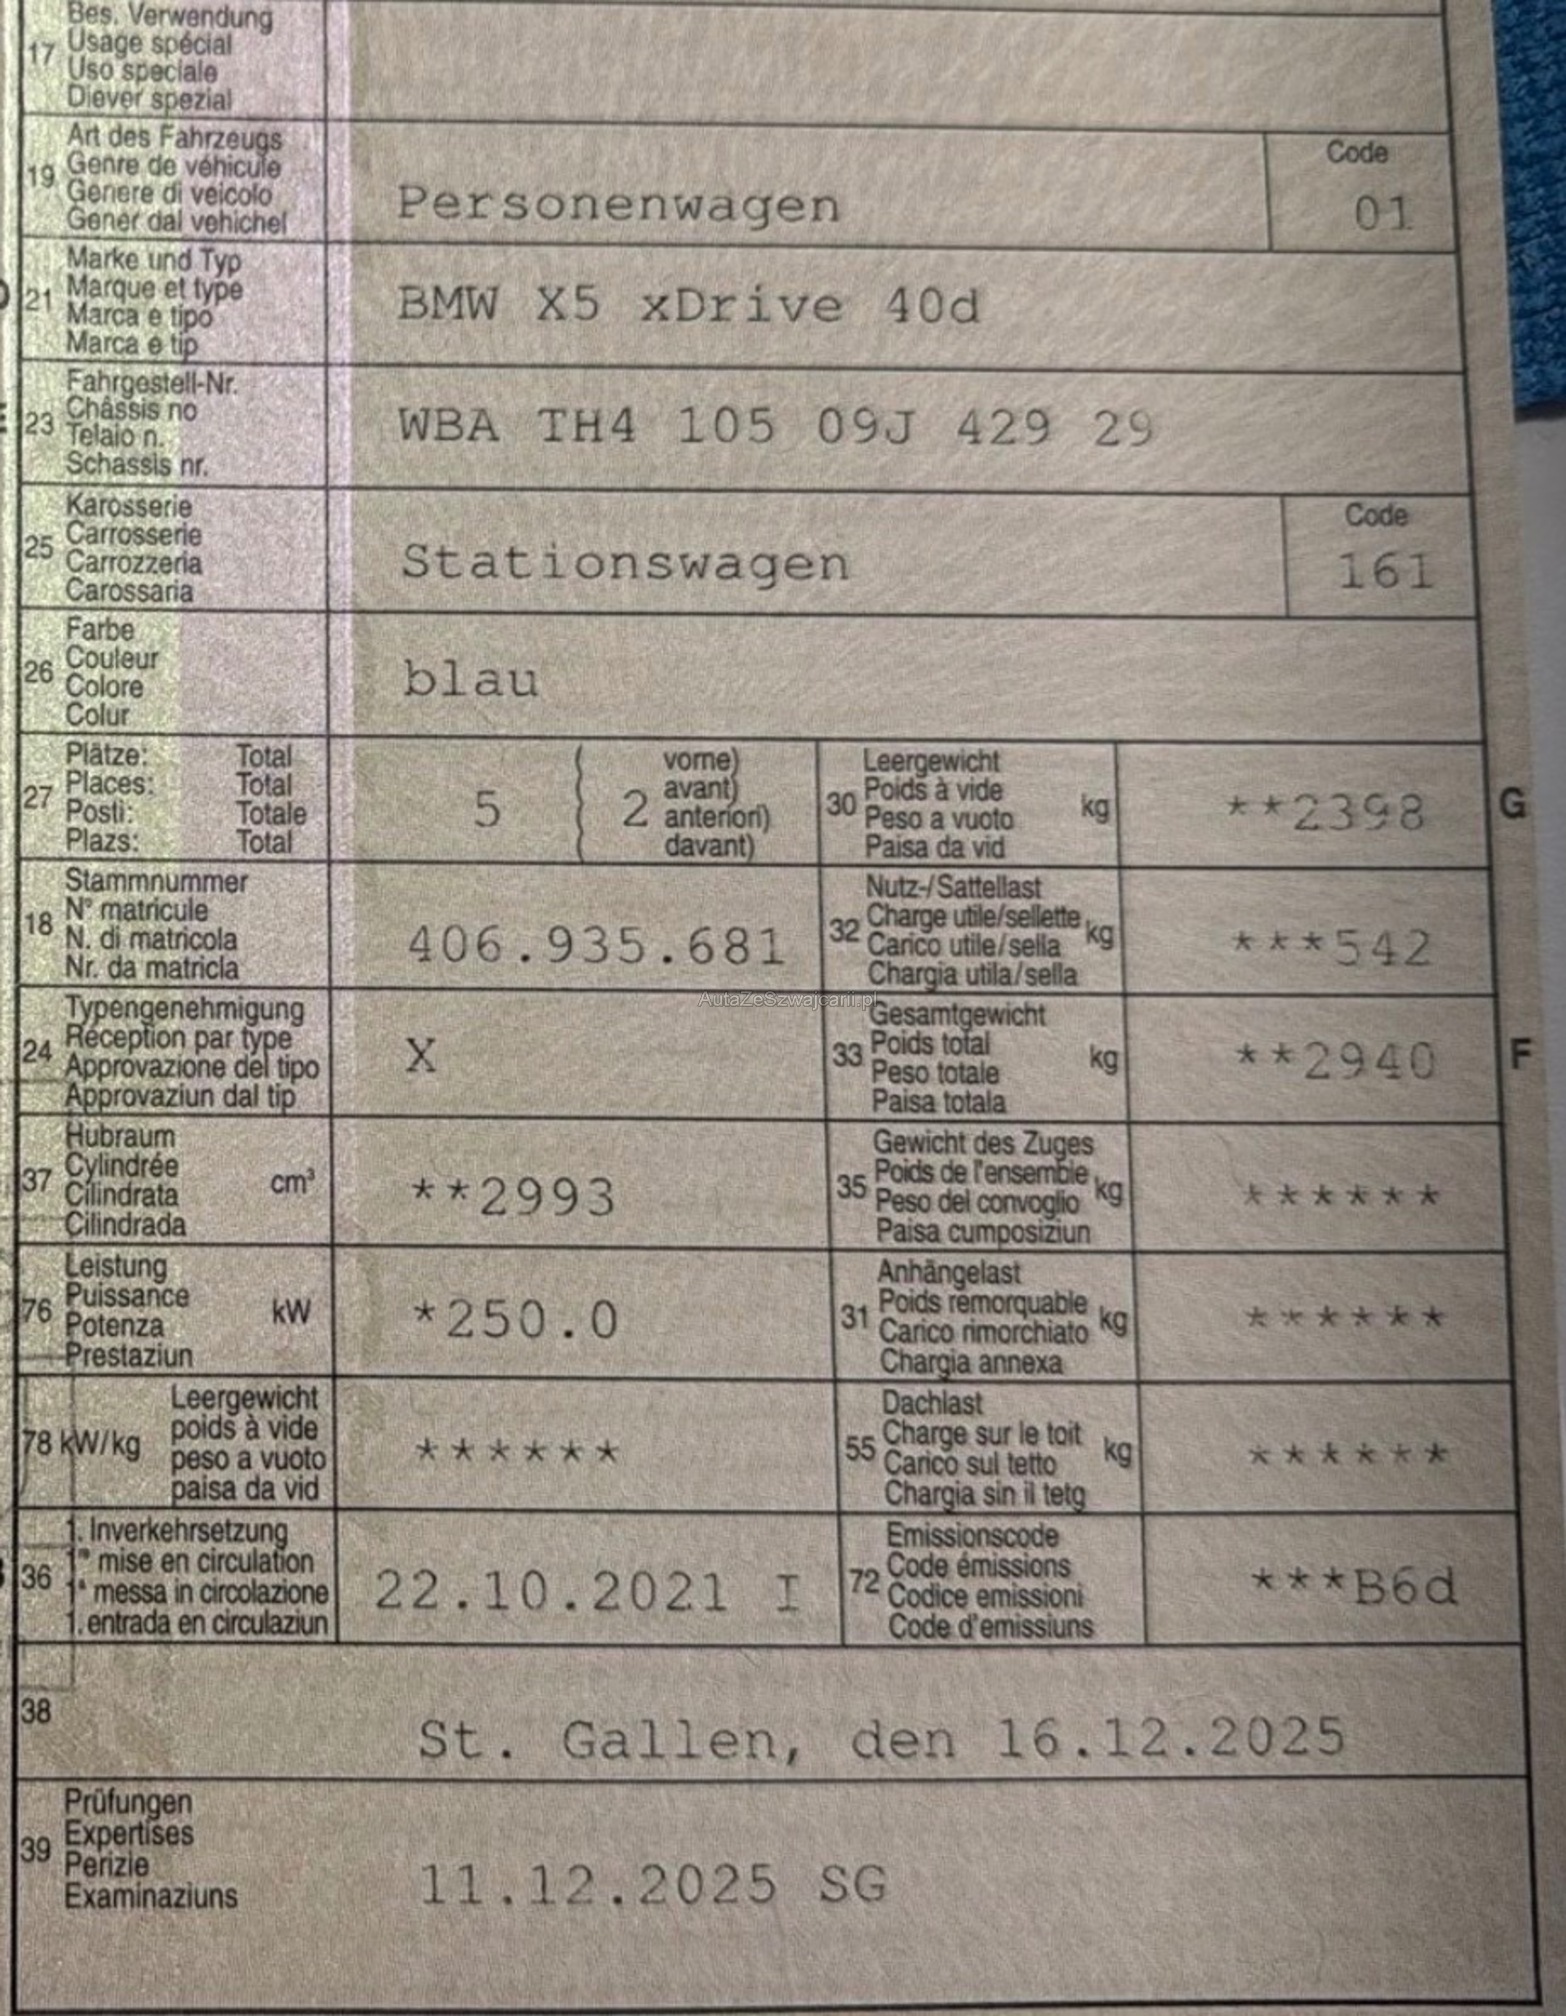 Bes. Verwendung
17 Usage spécial
Uso speciale
Diever spezial
Art des Fahrzeugs
19 Genre de véhicule
Genere di veicolo
Gener dal vehichel
Personenwagen
Code
01
Marke und Typ
21 Marque et type
Marca e tipo
Marca e tip
BMW X5 xDrive 40d
Fahrgestell-Nr.
23 Châssis no
Telaio n.
Schassis nr.
WBA TH4 105 09J 429 29
Karosserie
25 Carrosserie
Carrozzeria
Carossaria
Stationswagen
Code
161
Farbe
26 Couleur
Colore
Colur
blau
Plätze: Total
27 Places: Total
Posti: Totale
Plazs: Total
5 ( 2 vorne)
avant)
anteriori)
davant)
Leergewicht
30 Poids à vide kg
Peso a vuoto
Paisa da vid
**2398
G
Stammnummer
18 N° matricule
N. di matricola
Nr. da matricla
406.935.681
Nutz-/Sattellast
32 Charge utile/sellette kg
Carico utile/sella
Chargia utila/sella
***542
AutaZeSzwajcarii.pl
Typengenehmigung
24 Réception par type
Approvazione del tipo
Approvaziun dal tip
X
Gesamtgewicht
33 Poids total kg
Peso totale
Paisa totala
**2940
F
Hubraum
37 Cylindrée cm³
Cilindrata
Cilindrada
**2993
Gewicht des Zuges
35 Poids de l'ensemble kg
Peso del convoglio
Paisa cumposiziun
******
Leistung
76 Puissance kW
Potenza
Prestaziun
*250.0
Anhängelast
31 Poids remorquable kg
Carico rimorchiato
Chargia annexa
******
Leergewicht
78 kW/kg poids à vide
peso a vuoto
paisa da vid
******
Dachlast
55 Charge sur le toit kg
Carico sul tetto
Chargia sin il tetg
******
1. Inverkehrsetzung
36 1re mise en circulation
1a messa in circolazione
1. entrada en circulaziun
22.10.2021 I
Emissionscode
72 Code émissions
Codice emissioni
Code d'emissiuns
***B6d
38
St. Gallen, den 16.12.2025
Prüfungen
39 Expertises
Perizie
Examinaziuns
11.12.2025 SG